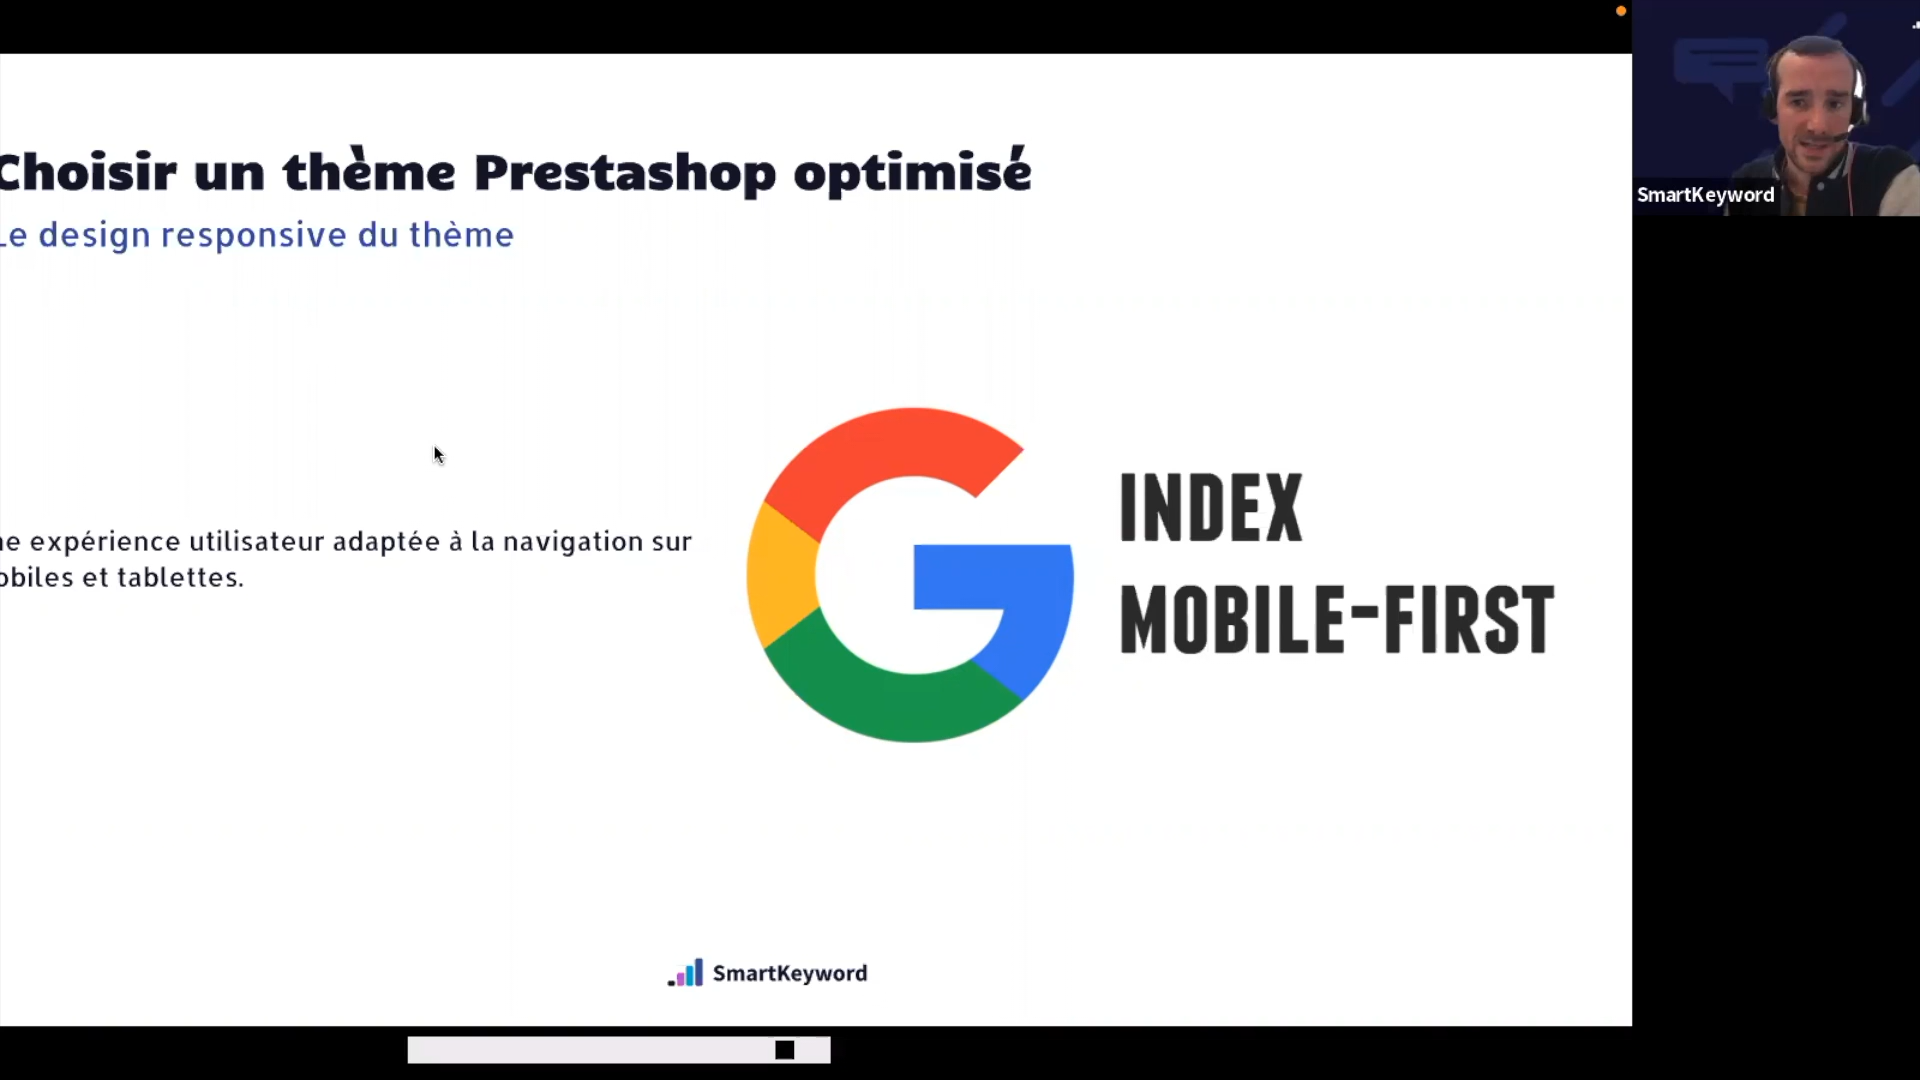 Choisir un thème Prestashop optimisé
Le design responsive du thème
expérience utilisateur adaptée à la navigation sur
et tablettes.
INDEX
MOBILE-FIRST
SmartKeyword
SmartKeyword